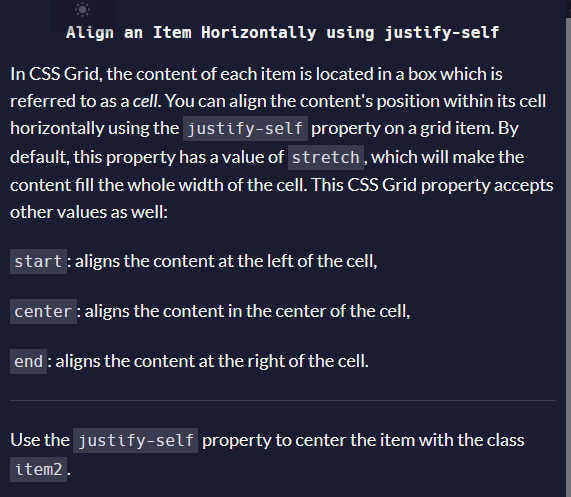 Align an Item Horizontally using justify-self
In CSS Grid, the content of each item is located in a box which is
referred to as a cell. You can align the content's position within its cell
horizontally using the justify-self property on a grid item. By
default, this property has a value of stretch, which will make the
content fill the whole width of the cell. This CSS Grid property accepts
other values as well:
start: aligns the content at the left of the cell,
center: aligns the content in the center of the cell,
end: aligns the content at the right of the cell.
Use the justify-self property to center the item with the class
item2.